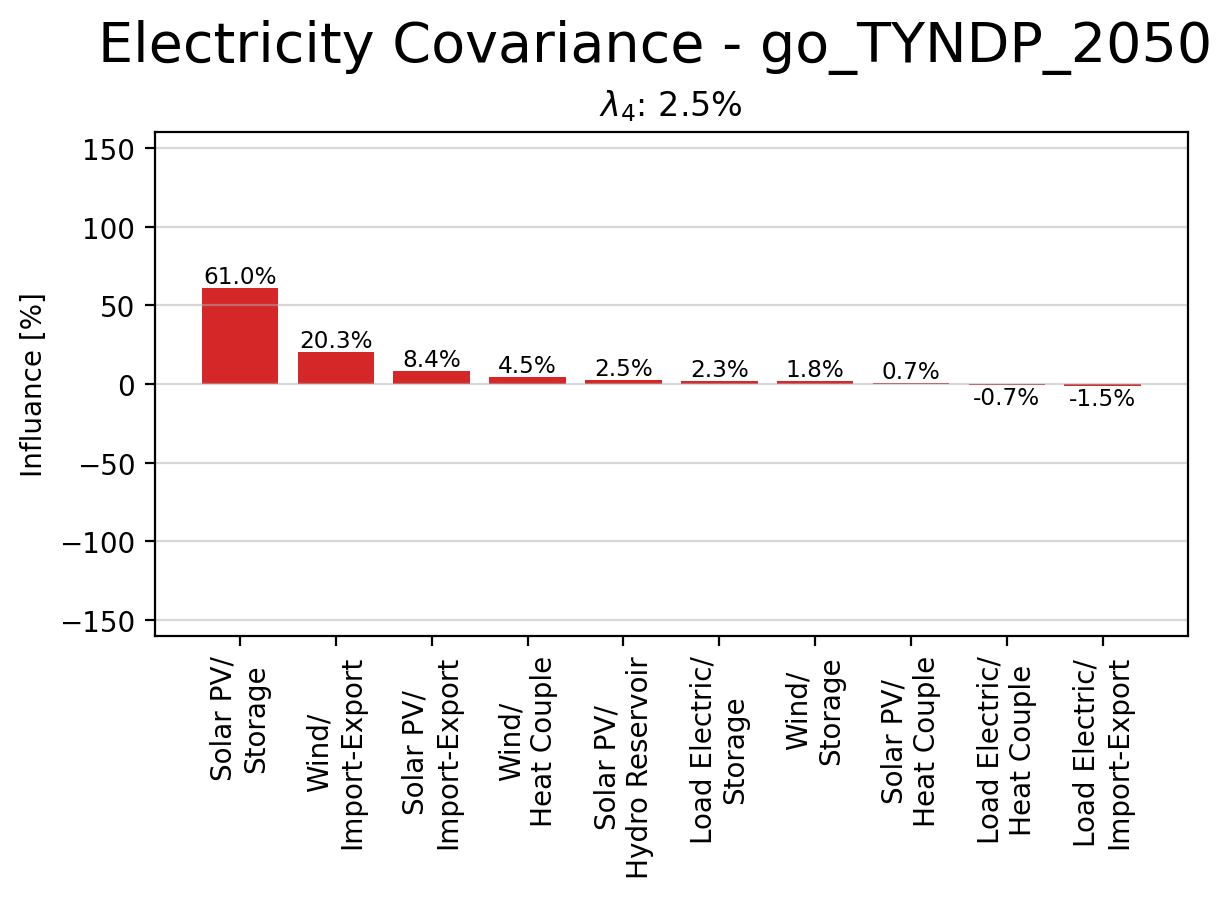 Electricity Covariance - go_TYNDP_2050
λ4: 2.5%
Influance [%]
150
100
50
0
−50
−100
−150
61.0%
20.3%
8.4%
4.5%
2.5%
2.3%
1.8%
0.7%
-0.7%
-1.5%
Solar PV/
Storage
Wind/
Import-Export
Solar PV/
Import-Export
Wind/
Heat Couple
Solar PV/
Hydro Reservoir
Load Electric/
Storage
Wind/
Storage
Solar PV/
Heat Couple
Load Electric/
Heat Couple
Load Electric/
Import-Export